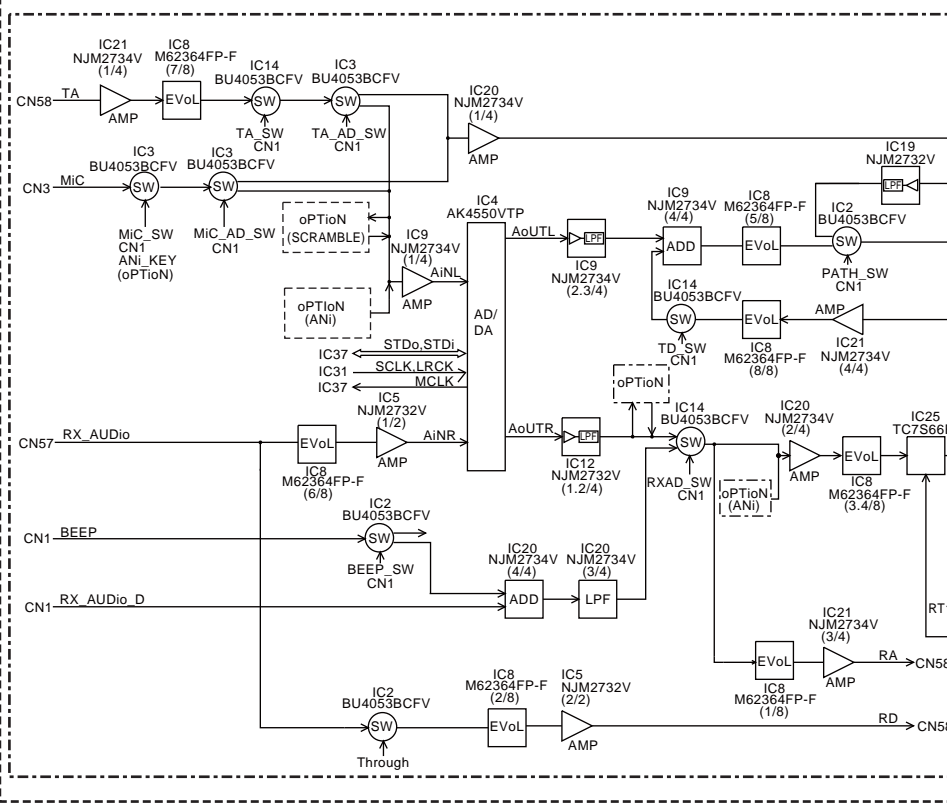 IC21
NJM2734V
(1/4)
IC8
M62364FP-F
(7/8)
IC14
BU4053BCFV
IC3
BU4053BCFV
CN58
TA
AMP
EVoL
SW
SW
TA_SW
CN1
TA_AD_SW
CN1
IC20
NJM2734V
(1/4)
AMP
IC3
BU4053BCFV
IC3
BU4053BCFV
CN3
MiC
SW
SW
MiC_SW
CN1
ANi_KEY
(oPTioN)
MiC_AD_SW
CN1
oPTioN
(SCRAMBLE)
oPTIoN
(ANi)
IC9
NJM2734V
(1/4)
AMP
AiNL
IC4
AK4550VTP
AD/
DA
AoUTL
LPF
IC9
NJM2734V
(2.3/4)
IC9
NJM2734V
(4/4)
ADD
IC8
M62364FP-F
(5/8)
EVoL
IC19
NJM2732V
LPF
IC2
BU4053BCFV
SW
PATH_SW
CN1
IC14
BU4053BCFV
SW
TD_SW
CN1
EVoL
IC8
M62364FP-F
(8/8)
AMP
IC21
NJM2734V
(4/4)
IC37
STDo,STDi
IC31
SCLK,LRCK
IC37
MCLK
oPTioN
CN57
RX_AUDio
EVoL
IC8
M62364FP-F
(6/8)
IC5
NJM2732V
(1/2)
AMP
AiNR
AoUTR
LPF
IC12
NJM2732V
(1.2/4)
IC14
BU4053BCFV
SW
RXAD_SW
CN1
oPTioN
(ANi)
IC20
NJM2734V
(2/4)
AMP
EVoL
IC8
M62364FP-F
(3.4/8)
IC25
TC7S66
CN1
BEEP
IC2
BU4053BCFV
SW
BEEP_SW
CN1
CN1
RX_AUDio_D
IC20
NJM2734V
(4/4)
ADD
IC20
NJM2734V
(3/4)
LPF
RT
EVoL
IC8
M62364FP-F
(1/8)
IC21
NJM2734V
(3/4)
AMP
RA
CN58
IC2
BU4053BCFV
SW
Through
IC8
M62364FP-F
(2/8)
EVoL
IC5
NJM2732V
(2/2)
AMP
RD
CN58